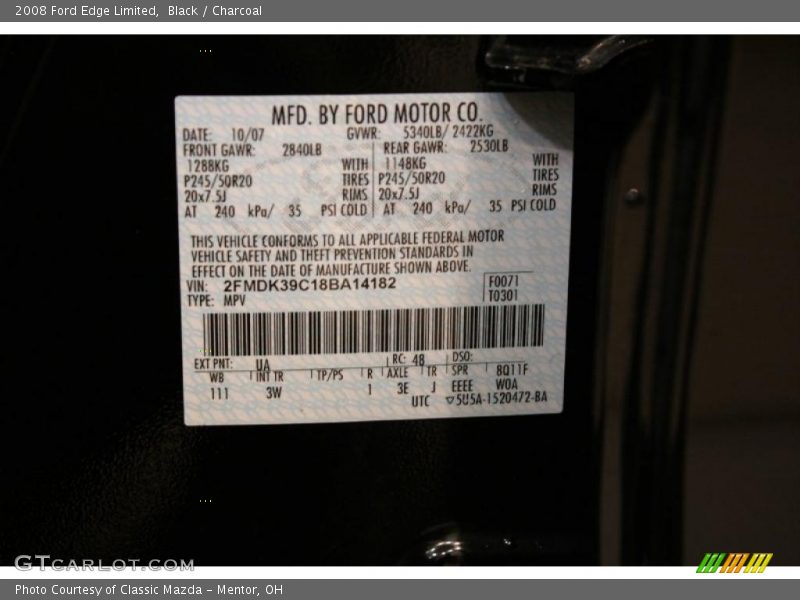 2008 Ford Edge Limited, Black / Charcoal
MFD. BY FORD MOTOR CO.
DATE: 10/07 GVWR: 5340LB/ 2422KG
FRONT GAWR: 2840LB REAR GAWR: 2530LB
1288KG WITH 1148KG WITH
P245/50R20 TIRES P245/50R20 TIRES
20x7.5J RIMS 20x7.5J RIMS
AT 240 kPa/ 35 PSI COLD AT 240 kPa/ 35 PSI COLD
THIS VEHICLE CONFORMS TO ALL APPLICABLE FEDERAL MOTOR
VEHICLE SAFETY AND THEFT PREVENTION STANDARDS IN
EFFECT ON THE DATE OF MANUFACTURE SHOWN ABOVE.
VIN: 2FMDK39C18BA14182 F0071
TYPE: MPV T0301
EXT PNT: UA RC: 48 DSO:
WB INT TR TP/PS R AXLE TR SPR 8Q11F
111 3W 1 3E J EEEE W0A
UTC ▽5U5A-1520472-BA
GTCARLOT.COM
Photo Courtesy of Classic Mazda - Mentor, OH